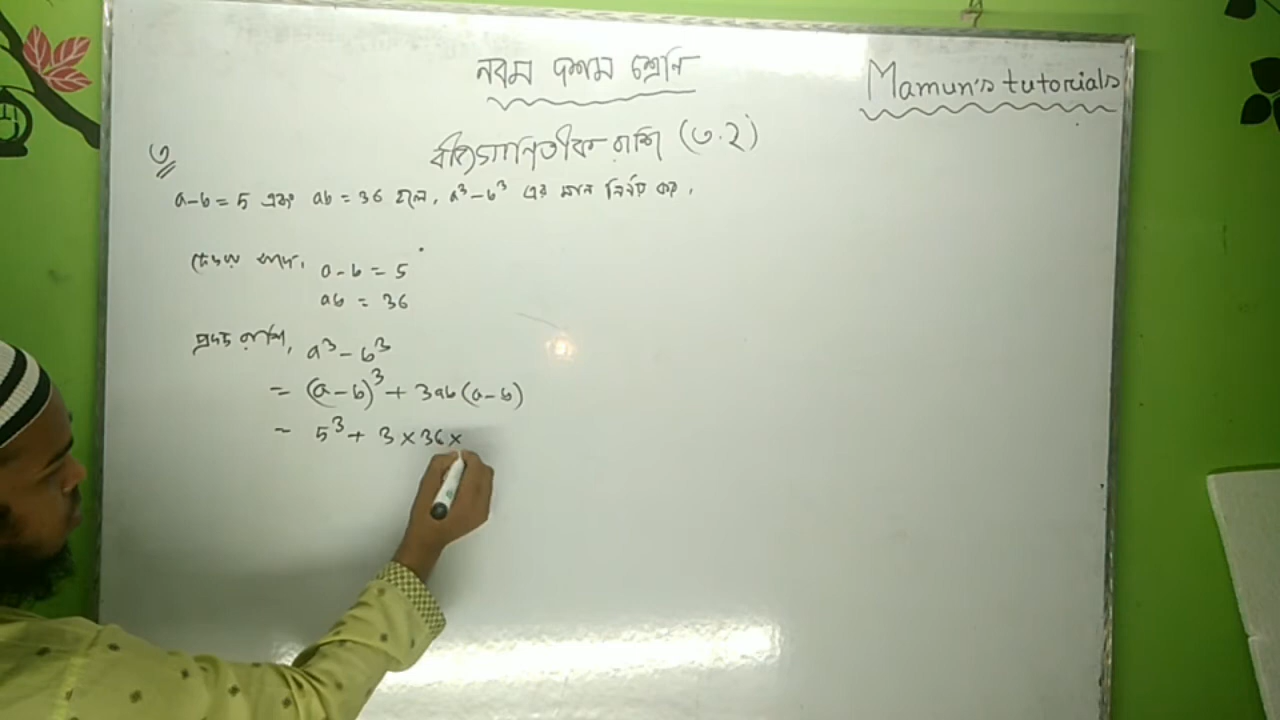 নবম দশম শ্রেনি
Mamun's tutorials
বীজগানিতীক রাশি (৩.২)
৩
a-b = 5 এবং ab = 36 হলে, a³-b³ এর মান নির্নয় কর।
দেওয়া আছে, a-b = 5
ab = 36
প্রদত্ত রাশি, a³-b³
= (a-b)³ + 3ab(a-b)
= 5³ + 3×36×